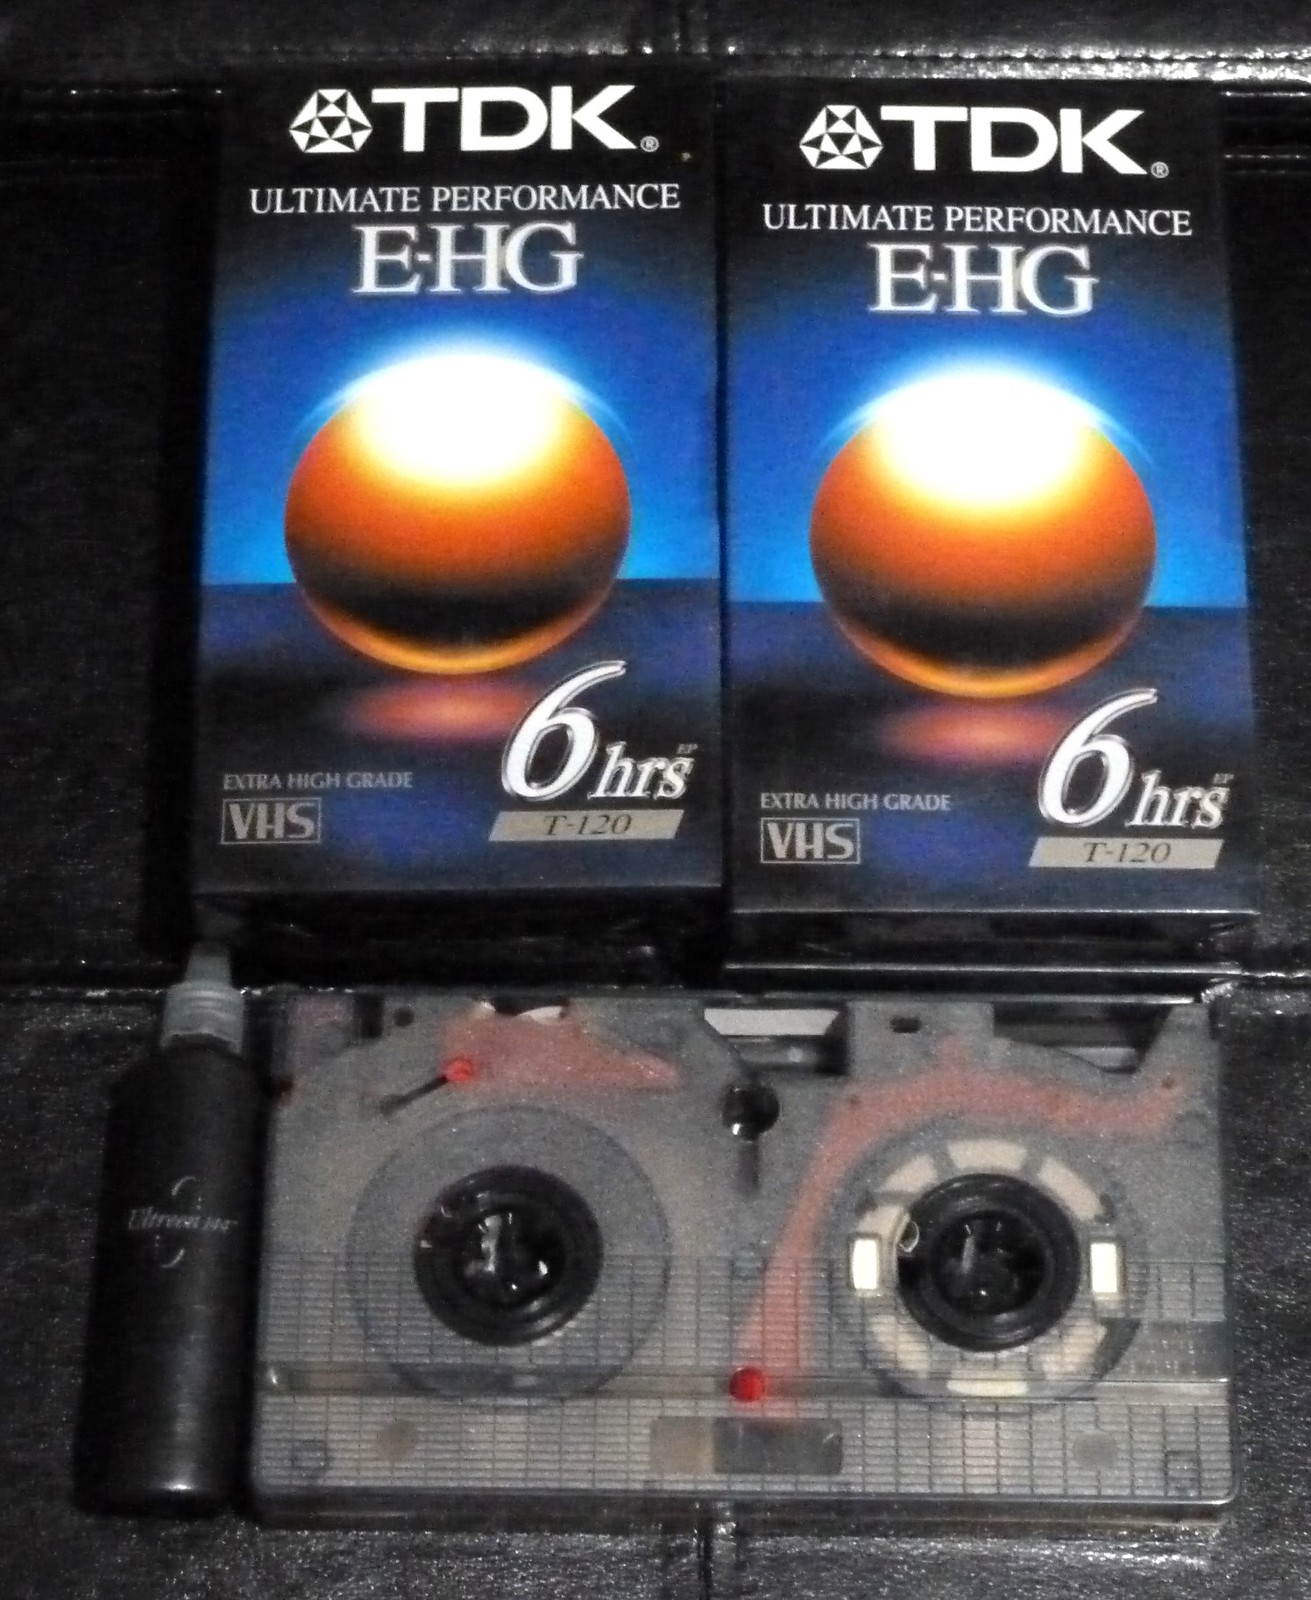 TDK®
ULTIMATE PERFORMANCE
E-HG
6 hrs EP
EXTRA HIGH GRADE
VHS
T-120
TDK®
ULTIMATE PERFORMANCE
E-HG
6 hrs EP
EXTRA HIGH GRADE
VHS
T-120